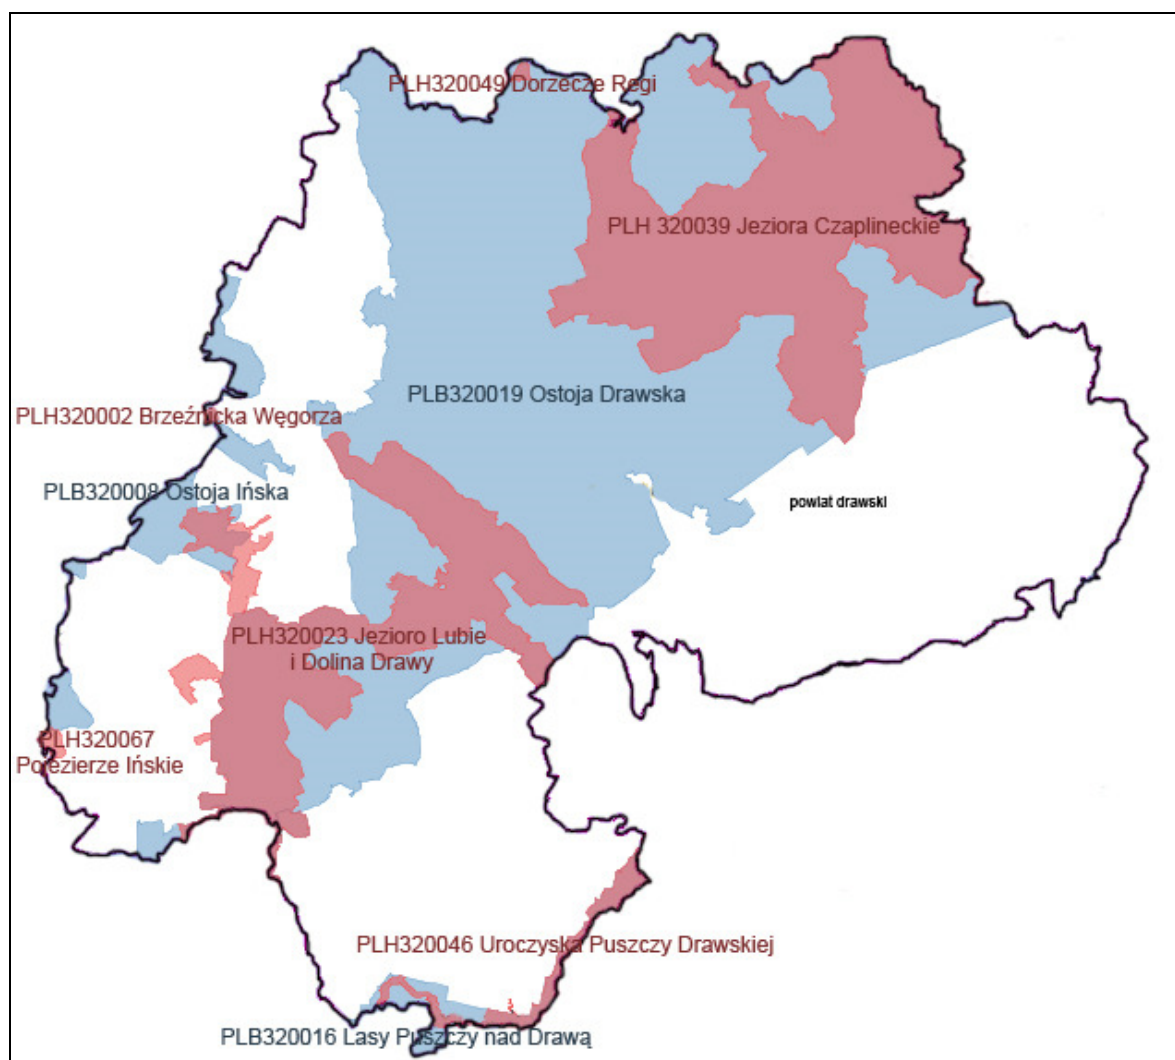 PLH320049 Dorzecze Regi
PLH 320039 Jeziora Czaplineckie
PLB320019 Ostoja Drawska
PLH320002 Brzeźnicka Węgorza
PLB320008 Ostoja Ińska
powiat drawski
PLH320023 Jezioro Lubie
i Dolina Drawy
PLH320067
Pojezierze Ińskie
PLH320046 Uroczyska Puszczy Drawskiej
PLB320016 Lasy Puszczy nad Drawą